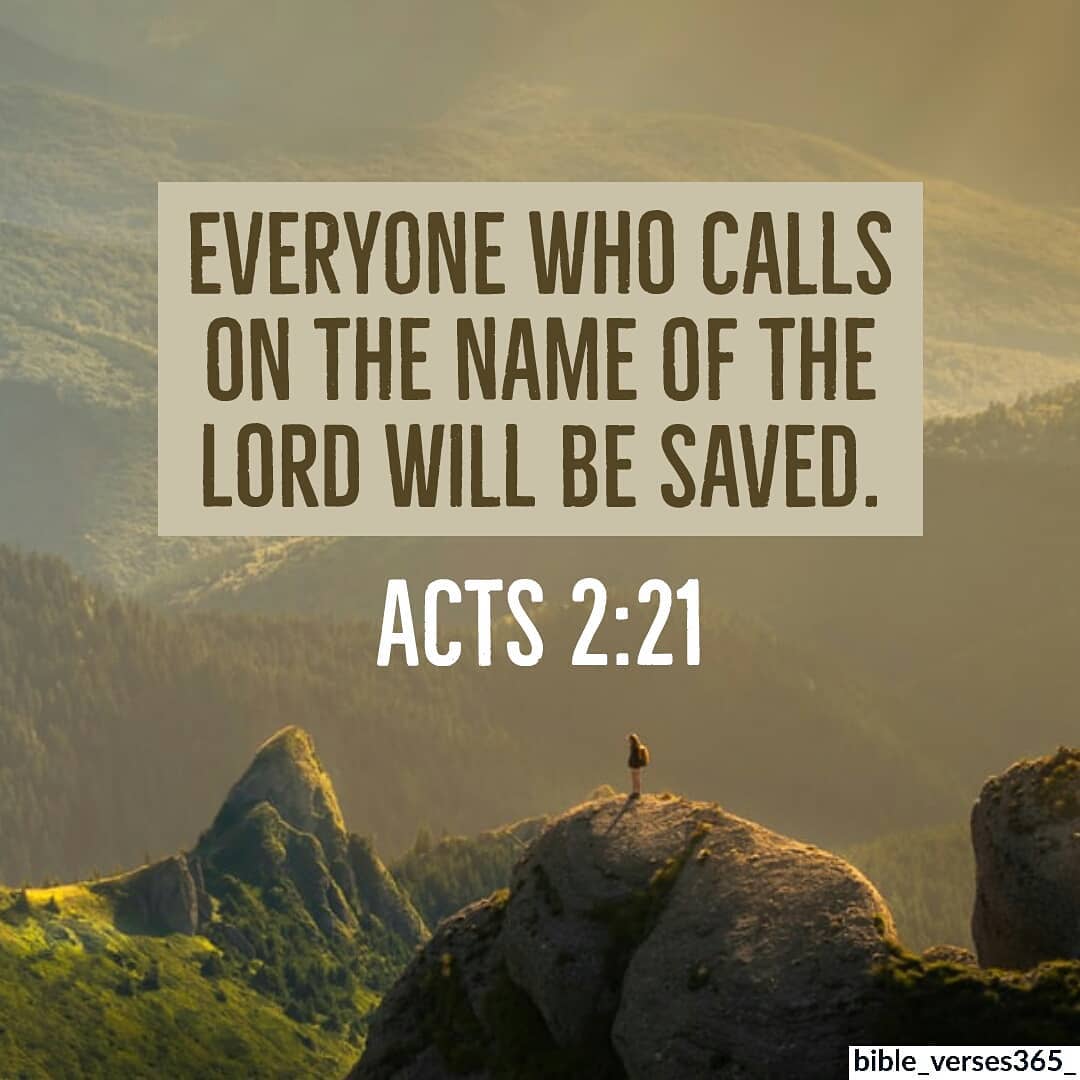 EVERYONE WHO CALLS
ON THE NAME OF THE
LORD WILL BE SAVED.
ACTS 2:21
bible_verses365_